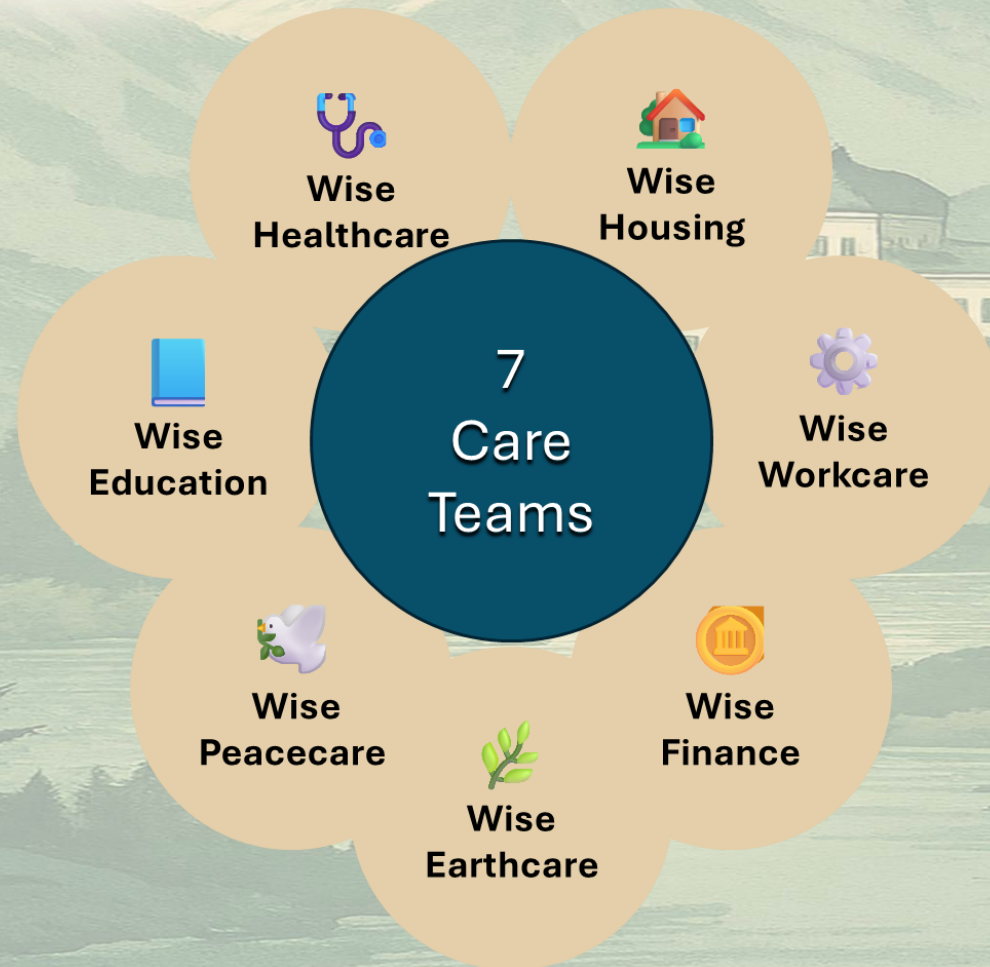 Wise
Healthcare
Wise
Housing
Wise
Education
7
Care
Teams
Wise
Workcare
Wise
Peacecare
Wise
Finance
Wise
Earthcare